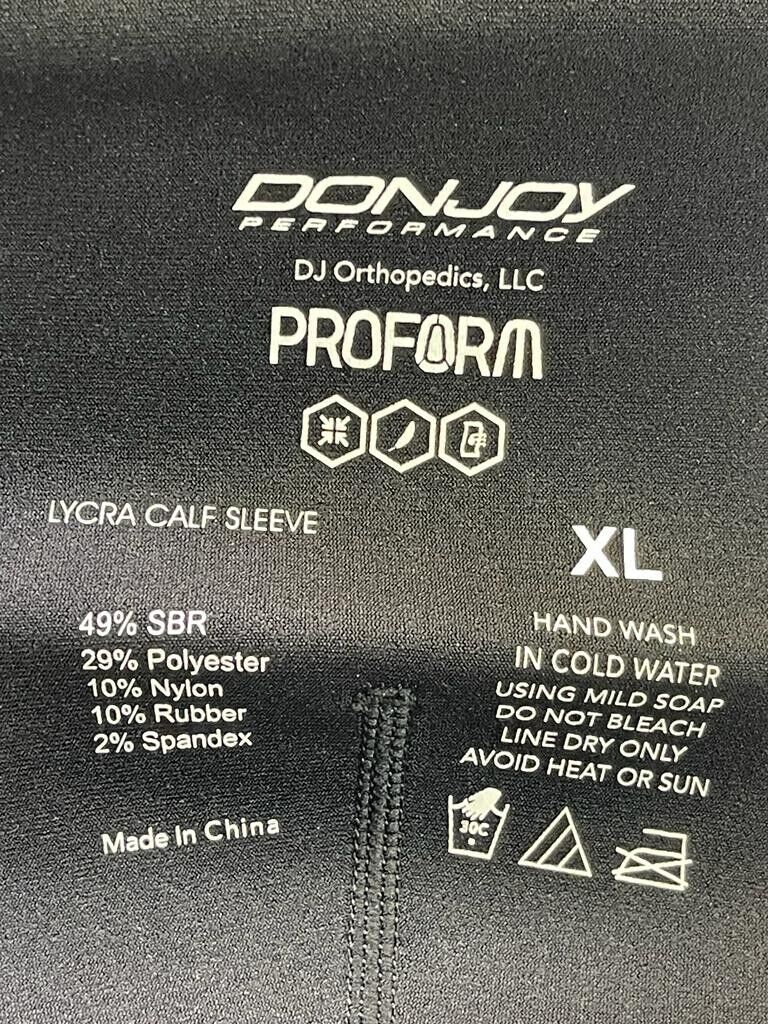 DONJOY
PERFORMANCE
DJ Orthopedics, LLC
PROFORM
LYCRA CALF SLEEVE
XL
49% SBR
29% Polyester
10% Nylon
10% Rubber
2% Spandex
Made In China
HAND WASH
IN COLD WATER
USING MILD SOAP
DO NOT BLEACH
LINE DRY ONLY
AVOID HEAT OR SUN
30C